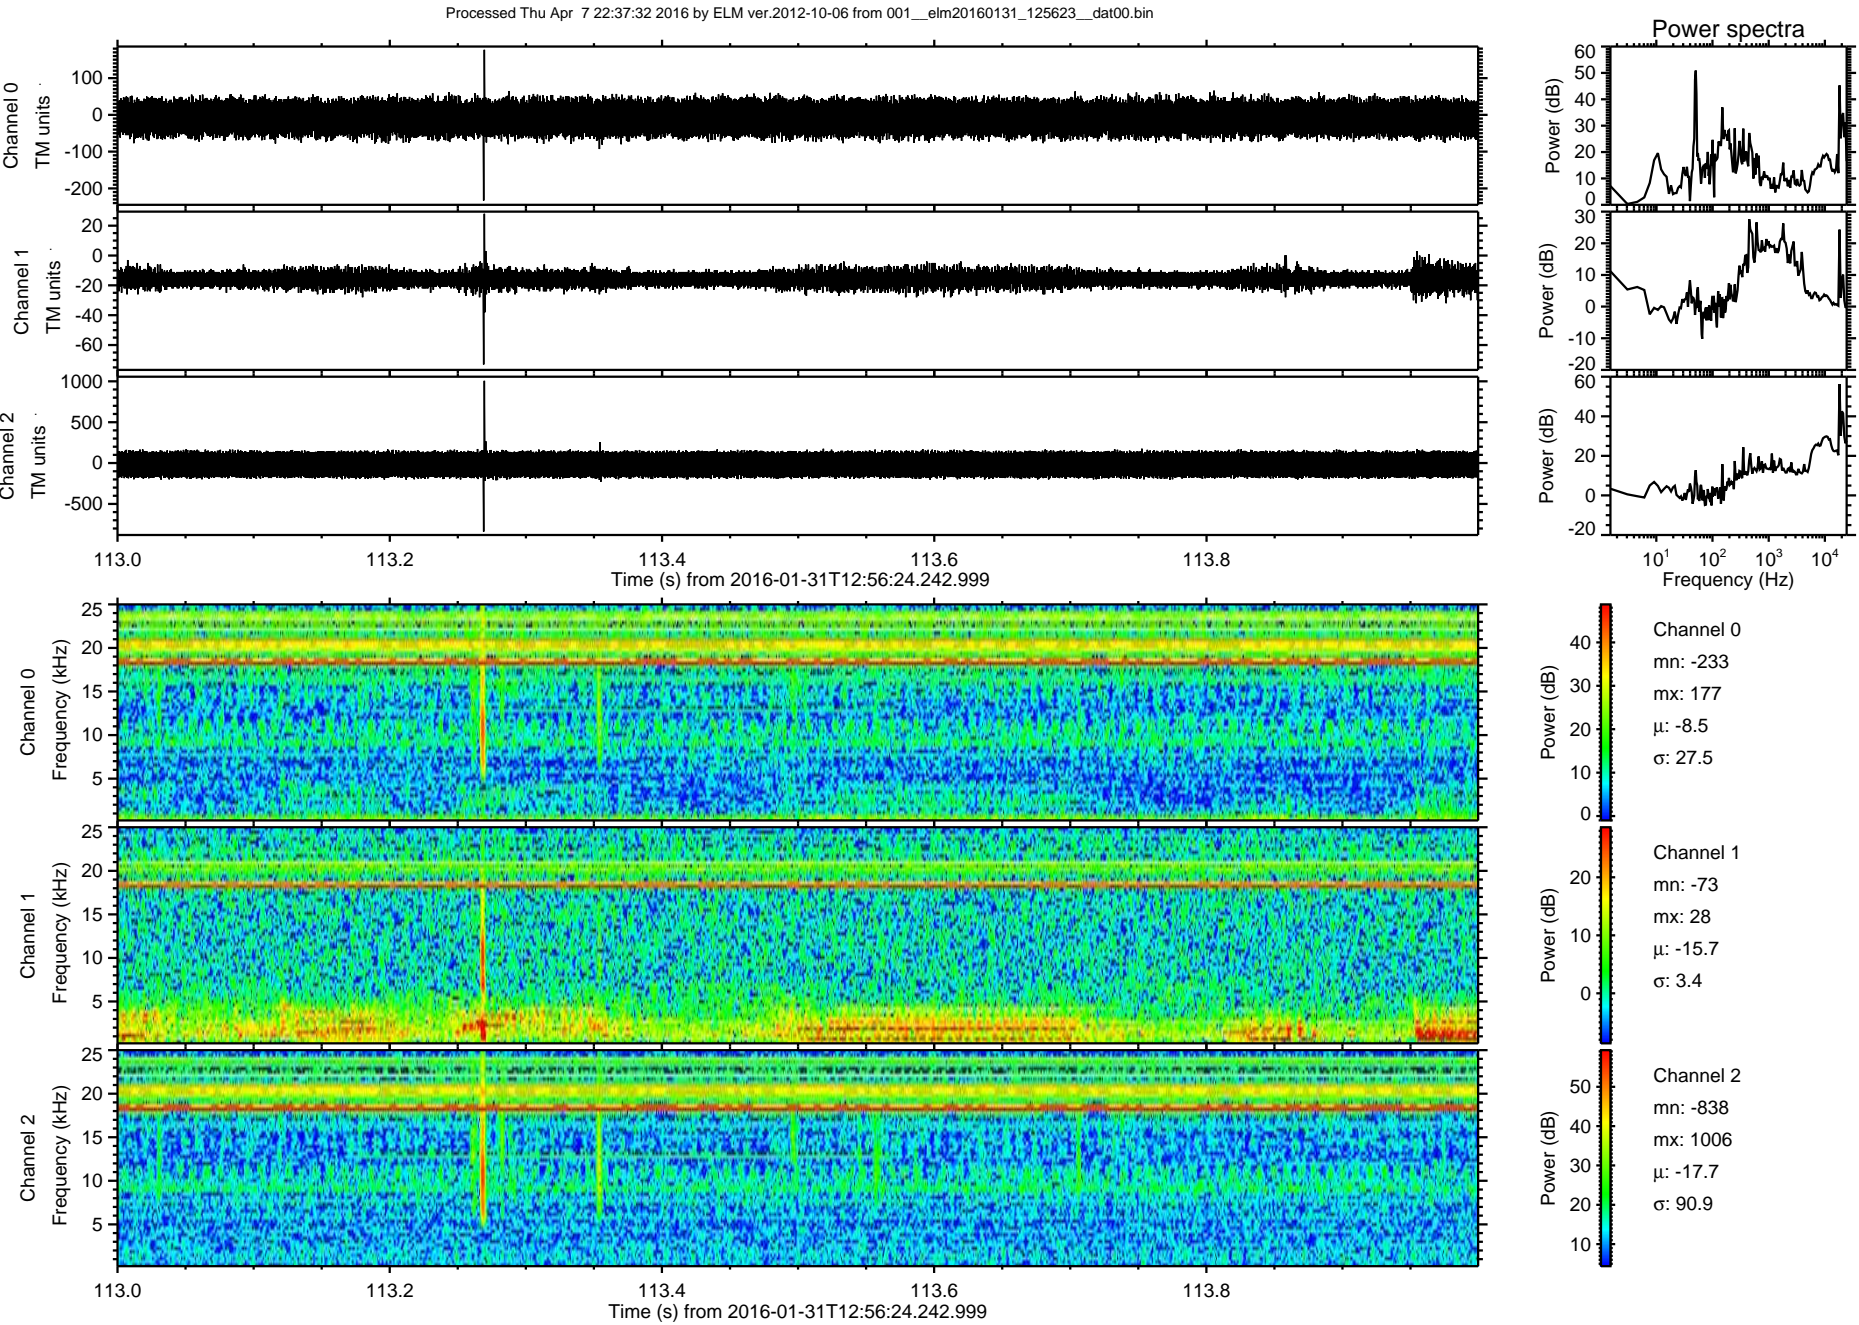 Processed Thu Apr  7 22:37:32 2016 by ELM ver.2012-10-06 from 001__elm20160131_125623__dat00.bin
Power spectra
Channel 0
TM units
100
0
-100
-200
Power (dB)
60
50
40
30
20
10
0
Channel 1
TM units
20
0
-20
-40
-60
Power (dB)
30
20
10
0
-10
-20
Channel 2
TM units
1000
500
0
-500
Power (dB)
60
40
20
0
-20
113.0 113.2 113.4 113.6 113.8
Time (s) from 2016-01-31T12:56:24.242.999
10^1 10^2 10^3 10^4
Frequency (Hz)
Channel 0
Frequency (kHz)
25
20
15
10
5
Power (dB)
40
30
20
10
0
Channel 0
mn: -233
mx: 177
μ: -8.5
σ: 27.5
Channel 1
Frequency (kHz)
25
20
15
10
5
Power (dB)
20
10
0
Channel 1
mn: -73
mx: 28
μ: -15.7
σ: 3.4
Channel 2
Frequency (kHz)
25
20
15
10
5
Power (dB)
50
40
30
20
10
Channel 2
mn: -838
mx: 1006
μ: -17.7
σ: 90.9
113.0 113.2 113.4 113.6 113.8
Time (s) from 2016-01-31T12:56:24.242.999